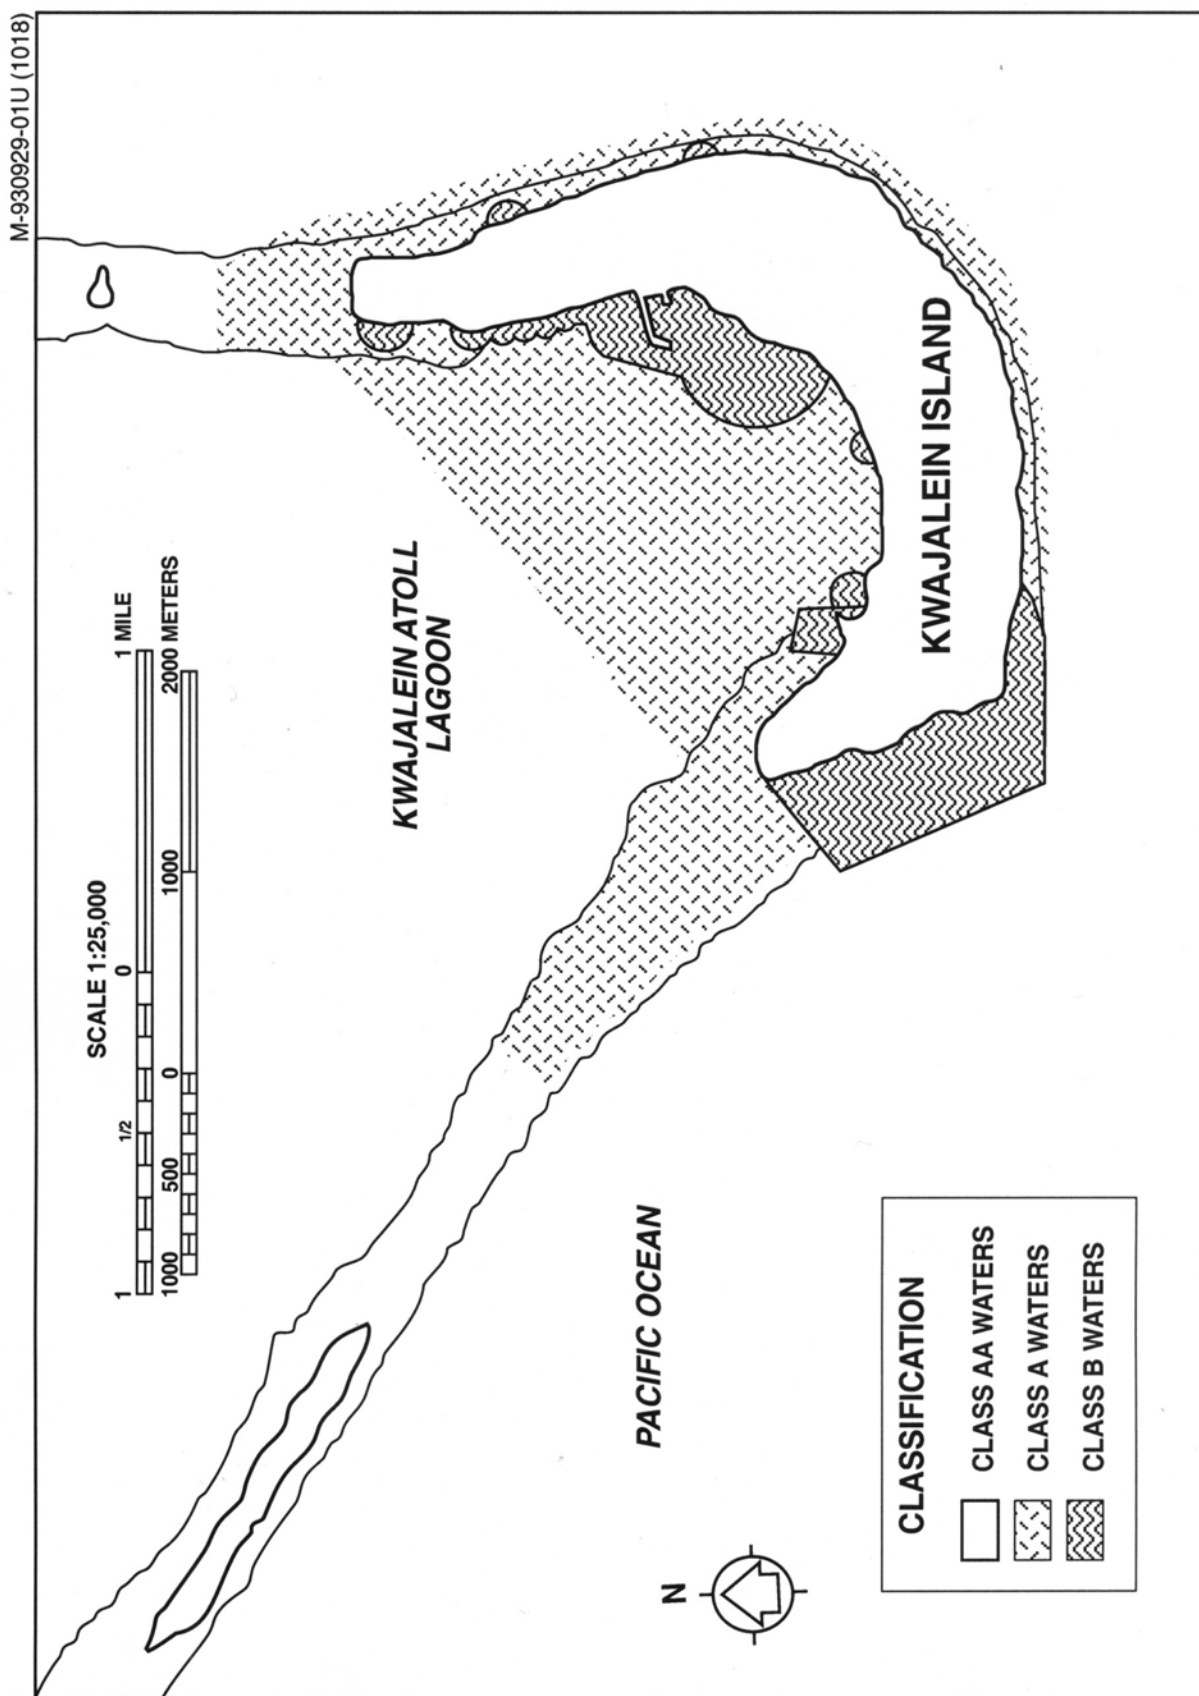 M-930929-01U (1018)
SCALE 1:25,000
1 1/2 0 1 MILE
1000 500 0 1000 2000 METERS
KWAJALEIN ATOLL
LAGOON
KWAJALEIN ISLAND
PACIFIC OCEAN
N
CLASSIFICATION
CLASS AA WATERS
CLASS A WATERS
CLASS B WATERS